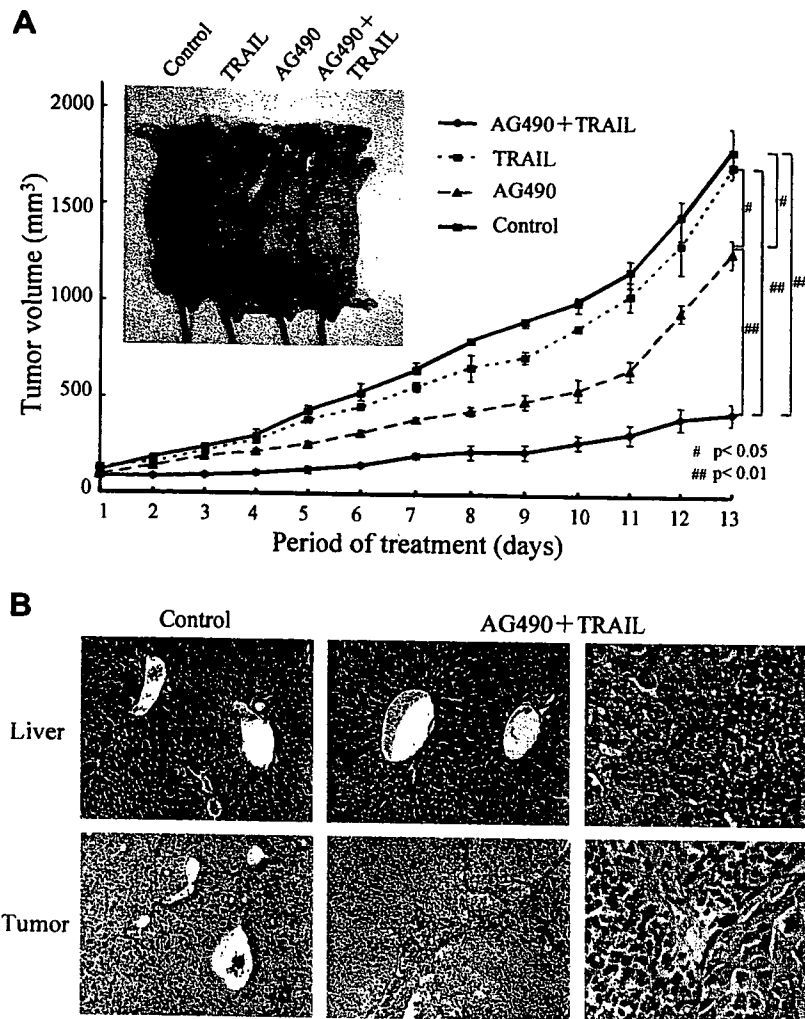 A
Control
TRAIL
AG490
AG490+
TRAIL
Tumor volume (mm³)
2000
1500
1000
500
0
AG490+TRAIL
TRAIL
AG490
Control
#
#
##
##
##
# p< 0.05
## p< 0.01
1 2 3 4 5 6 7 8 9 10 11 12 13
Period of treatment (days)
B
Control
AG490+TRAIL
Liver
Tumor